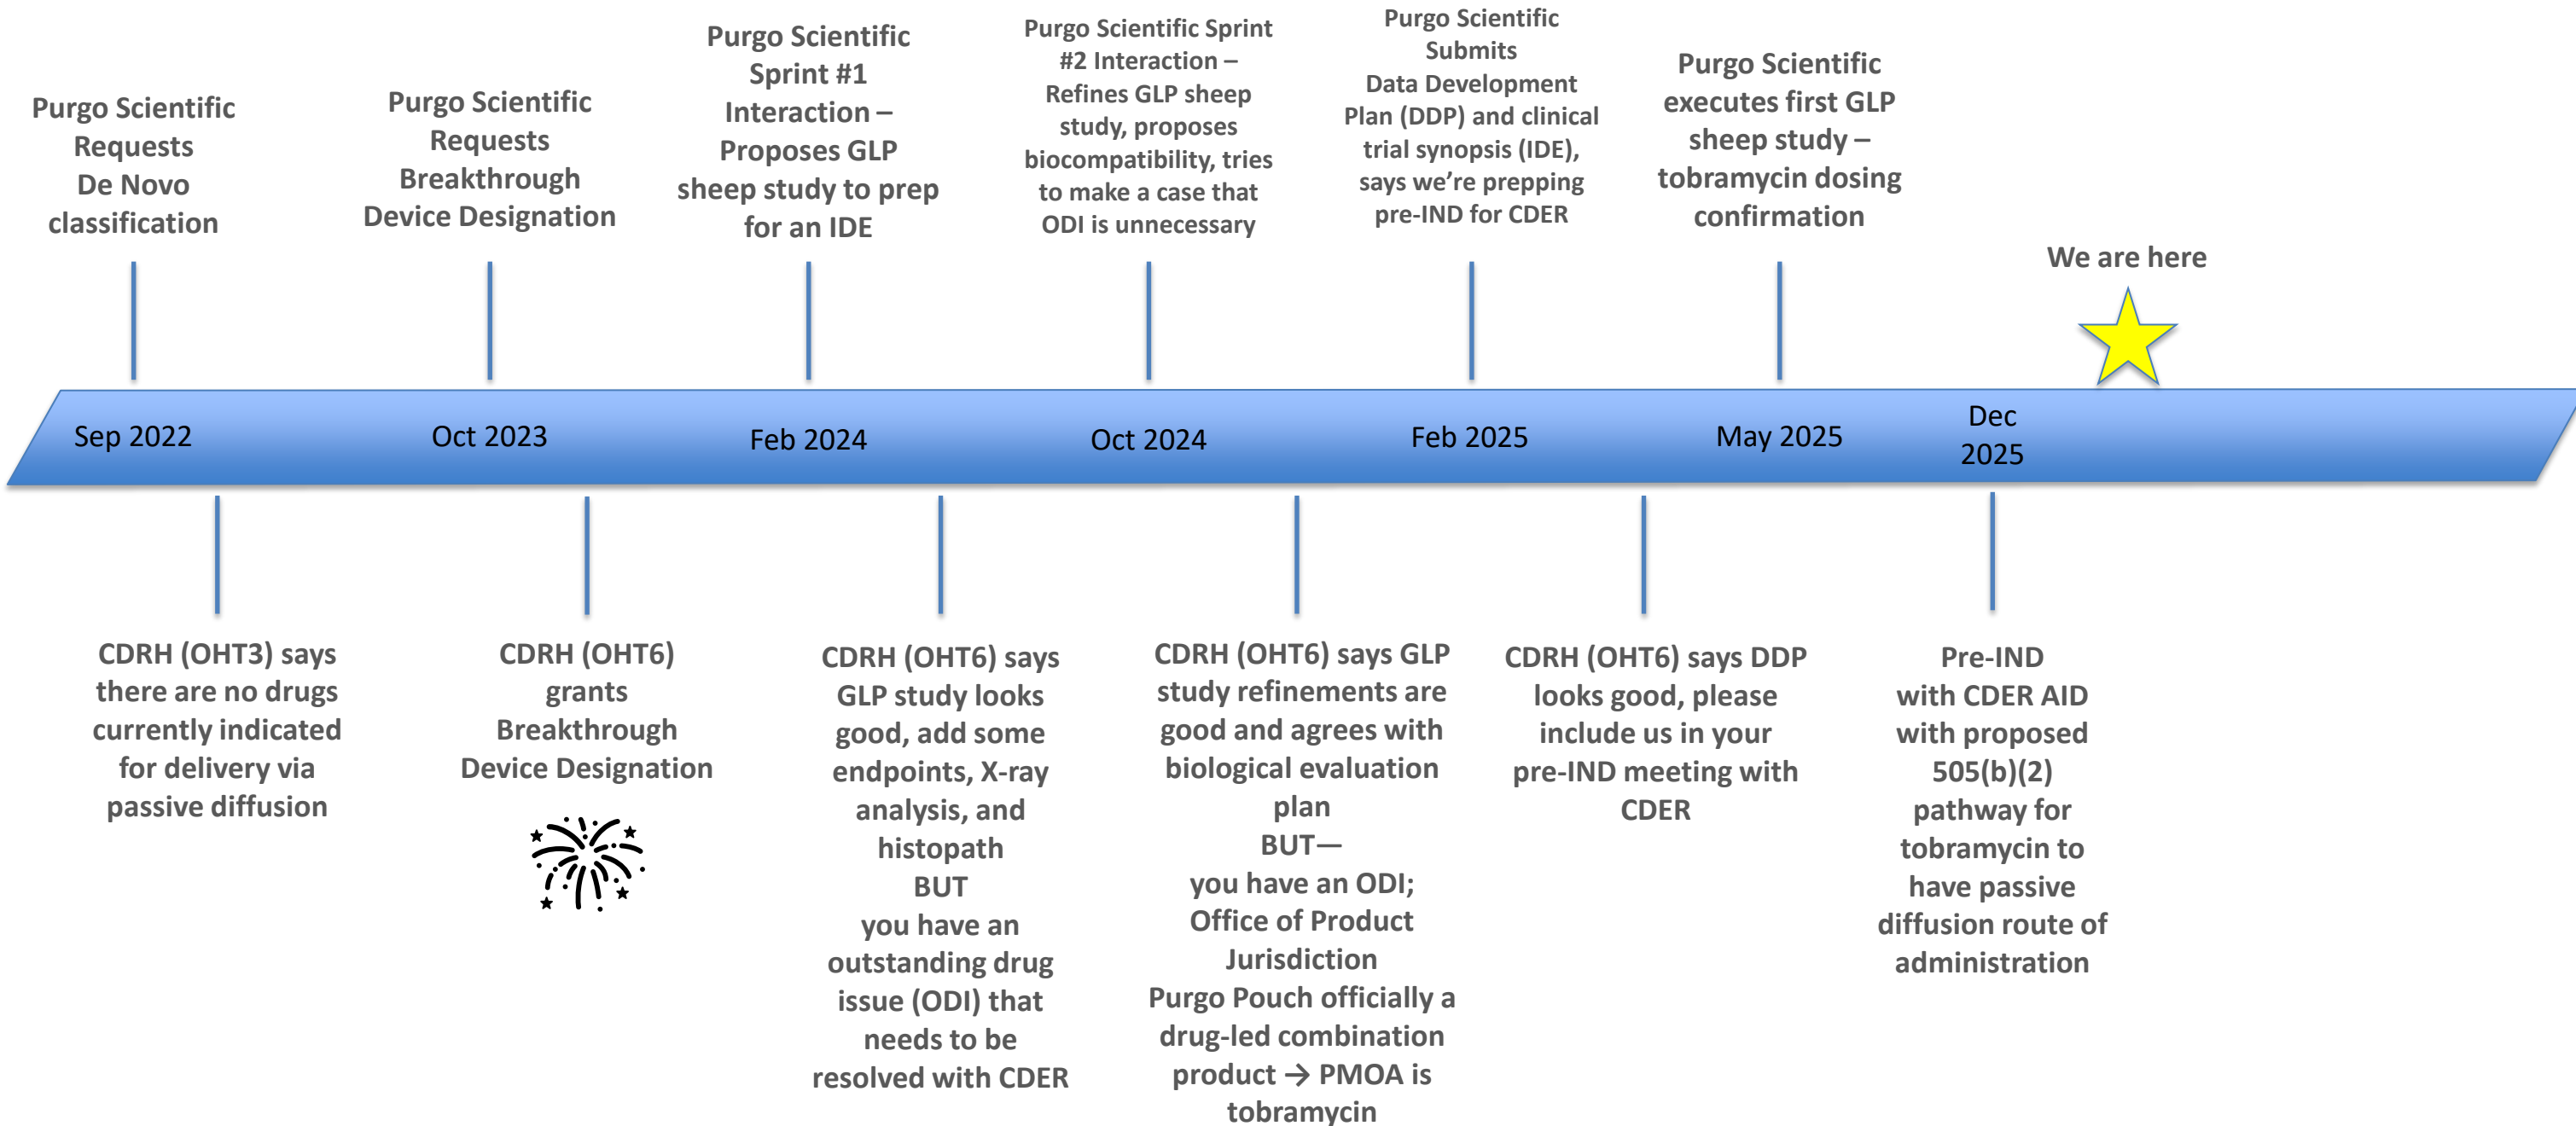 Purgo Scientific
Requests
De Novo
classification
Purgo Scientific
Requests
Breakthrough
Device Designation
Purgo Scientific
Sprint #1
Interaction –
Proposes GLP
sheep study to prep
for an IDE
Purgo Scientific Sprint
#2 Interaction –
Refines GLP sheep
study, proposes
biocompatibility, tries
to make a case that
ODI is unnecessary
Purgo Scientific
Submits
Data Development
Plan (DDP) and clinical
trial synopsis (IDE),
says we’re prepping
pre-IND for CDER
Purgo Scientific
executes first GLP
sheep study –
tobramycin dosing
confirmation
We are here
Sep 2022
Oct 2023
Feb 2024
Oct 2024
Feb 2025
May 2025
Dec
2025
CDRH (OHT3) says
there are no drugs
currently indicated
for delivery via
passive diffusion
CDRH (OHT6)
grants
Breakthrough
Device Designation
CDRH (OHT6) says
GLP study looks
good, add some
endpoints, X-ray
analysis, and
histopath
BUT
you have an
outstanding drug
issue (ODI) that
needs to be
resolved with CDER
CDRH (OHT6) says GLP
study refinements are
good and agrees with
biological evaluation
plan
BUT—
you have an ODI;
Office of Product
Jurisdiction
Purgo Pouch officially a
drug-led combination
product → PMOA is
tobramycin
CDRH (OHT6) says DDP
looks good, please
include us in your
pre-IND meeting with
CDER
Pre-IND
with CDER AID
with proposed
505(b)(2)
pathway for
tobramycin to
have passive
diffusion route of
administration